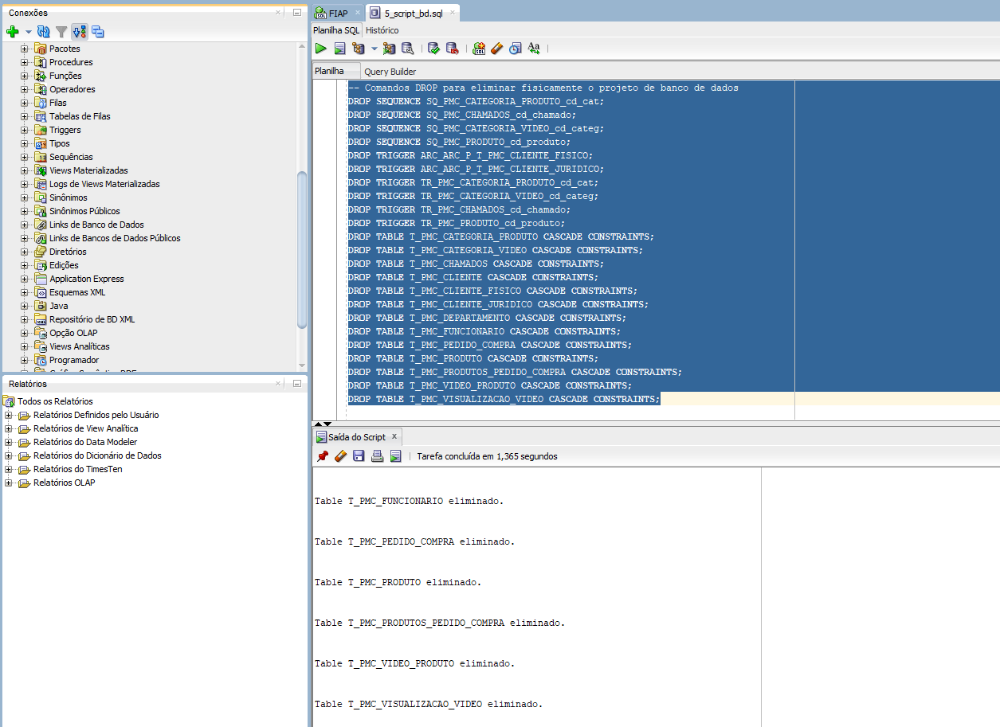 Conexões
Pacotes
Procedures
Funções
Operadores
Filas
Tabelas de Filas
Triggers
Tipos
Sequências
Views Materializadas
Logs de Views Materializadas
Sinônimos
Sinônimos Públicos
Links de Banco de Dados
Links de Bancos de Dados Públicos
Diretórios
Edições
Application Express
Esquemas XML
Java
Repositório de BD XML
Opção OLAP
Views Analíticas
Programador
Relatórios
Todos os Relatórios
Relatórios Definidos pelo Usuário
Relatórios de View Analítica
Relatórios do Data Modeler
Relatórios do Dicionário de Dados
Relatórios do TimesTen
Relatórios OLAP
FIAP
5_script_bd.sql
Planilha SQL Histórico
Planilha Query Builder
-- Comandos DROP para eliminar fisicamente o projeto de banco de dados
DROP SEQUENCE SQ_PMC_CATEGORIA_PRODUTO_cd_cat;
DROP SEQUENCE SQ_PMC_CHAMADOS_cd_chamado;
DROP SEQUENCE SQ_PMC_CATEGORIA_VIDEO_cd_categ;
DROP SEQUENCE SQ_PMC_PRODUTO_cd_produto;
DROP TRIGGER ARC_ARC_P_T_PMC_CLIENTE_FISICO;
DROP TRIGGER ARC_ARC_P_T_PMC_CLIENTE_JURIDICO;
DROP TRIGGER TR_PMC_CATEGORIA_PRODUTO_cd_cat;
DROP TRIGGER TR_PMC_CATEGORIA_VIDEO_cd_categ;
DROP TRIGGER TR_PMC_CHAMADOS_cd_chamado;
DROP TRIGGER TR_PMC_PRODUTO_cd_produto;
DROP TABLE T_PMC_CATEGORIA_PRODUTO CASCADE CONSTRAINTS;
DROP TABLE T_PMC_CATEGORIA_VIDEO CASCADE CONSTRAINTS;
DROP TABLE T_PMC_CHAMADOS CASCADE CONSTRAINTS;
DROP TABLE T_PMC_CLIENTE CASCADE CONSTRAINTS;
DROP TABLE T_PMC_CLIENTE_FISICO CASCADE CONSTRAINTS;
DROP TABLE T_PMC_CLIENTE_JURIDICO CASCADE CONSTRAINTS;
DROP TABLE T_PMC_DEPARTAMENTO CASCADE CONSTRAINTS;
DROP TABLE T_PMC_FUNCIONARIO CASCADE CONSTRAINTS;
DROP TABLE T_PMC_PEDIDO_COMPRA CASCADE CONSTRAINTS;
DROP TABLE T_PMC_PRODUTO CASCADE CONSTRAINTS;
DROP TABLE T_PMC_PRODUTOS_PEDIDO_COMPRA CASCADE CONSTRAINTS;
DROP TABLE T_PMC_VIDEO_PRODUTO CASCADE CONSTRAINTS;
DROP TABLE T_PMC_VISUALIZACAO_VIDEO CASCADE CONSTRAINTS;
Saída do Script
Tarefa concluída em 1,365 segundos
Table T_PMC_FUNCIONARIO eliminado.
Table T_PMC_PEDIDO_COMPRA eliminado.
Table T_PMC_PRODUTO eliminado.
Table T_PMC_PRODUTOS_PEDIDO_COMPRA eliminado.
Table T_PMC_VIDEO_PRODUTO eliminado.
Table T_PMC_VISUALIZACAO_VIDEO eliminado.